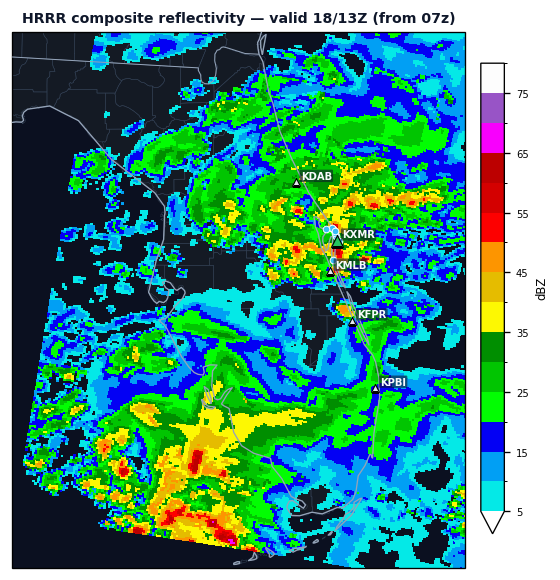 HRRR composite reflectivity — valid 18/13Z (from 07z)
75
65
KDAB
55
KXMR
KMLB
45
dBZ
KFPR
35
KPBI
25
15
5